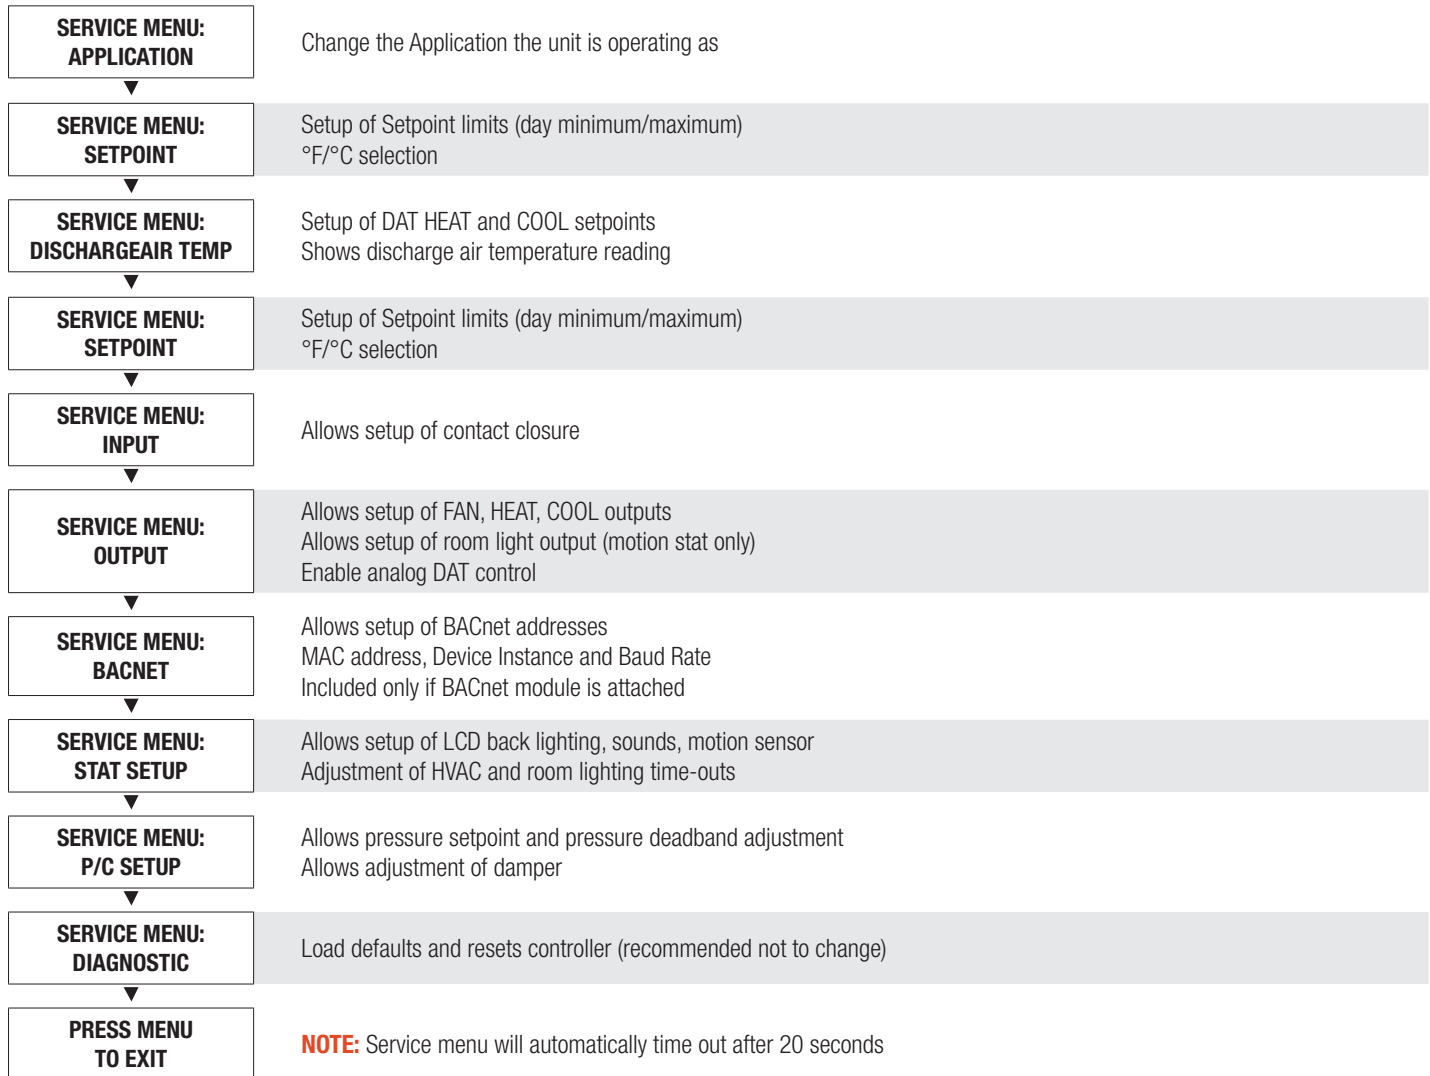 SERVICE MENU:
APPLICATION
Change the Application the unit is operating as
SERVICE MENU:
SETPOINT
Setup of Setpoint limits (day minimum/maximum)
°F/°C selection
SERVICE MENU:
DISCHARGEAIR TEMP
Setup of DAT HEAT and COOL setpoints
Shows discharge air temperature reading
SERVICE MENU:
SETPOINT
Setup of Setpoint limits (day minimum/maximum)
°F/°C selection
SERVICE MENU:
INPUT
Allows setup of contact closure
SERVICE MENU:
OUTPUT
Allows setup of FAN, HEAT, COOL outputs
Allows setup of room light output (motion stat only)
Enable analog DAT control
SERVICE MENU:
BACNET
Allows setup of BACnet addresses
MAC address, Device Instance and Baud Rate
Included only if BACnet module is attached
SERVICE MENU:
STAT SETUP
Allows setup of LCD back lighting, sounds, motion sensor
Adjustment of HVAC and room lighting time-outs
SERVICE MENU:
P/C SETUP
Allows pressure setpoint and pressure deadband adjustment
Allows adjustment of damper
SERVICE MENU:
DIAGNOSTIC
Load defaults and resets controller (recommended not to change)
PRESS MENU
TO EXIT
NOTE: Service menu will automatically time out after 20 seconds